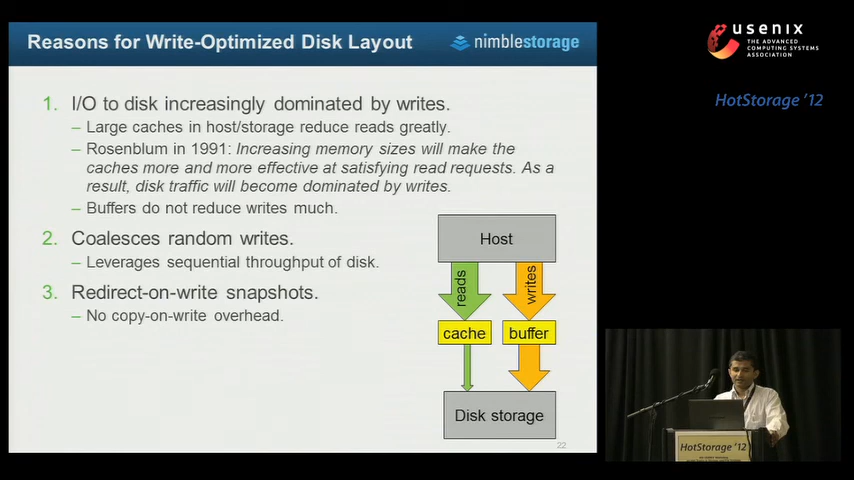 Reasons for Write-Optimized Disk Layout
nimblestorage
1. I/O to disk increasingly dominated by writes.
– Large caches in host/storage reduce reads greatly.
– Rosenblum in 1991: Increasing memory sizes will make the
caches more and more effective at satisfying read requests. As a
result, disk traffic will become dominated by writes.
– Buffers do not reduce writes much.
2. Coalesces random writes.
– Leverages sequential throughput of disk.
3. Redirect-on-write snapshots.
– No copy-on-write overhead.
Host
reads
writes
cache
buffer
Disk storage
22
usenix
THE ADVANCED
COMPUTING SYSTEMS
ASSOCIATION
HotStorage '12
HotStorage '12